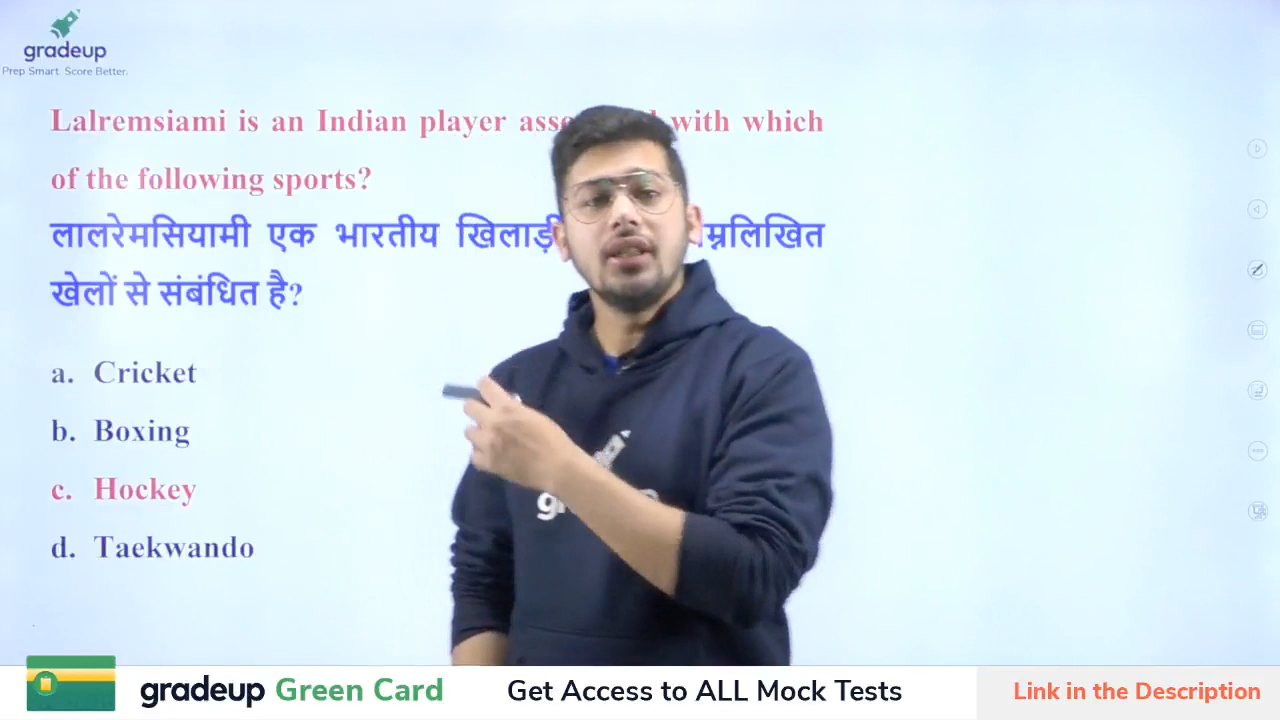 gradeup
Prep Smart. Score Better.
Lalremsiami is an Indian player with which
of the following sports?
लालरेमसियामी एक भारतीय
खेलों से संबंधित है?
a. Cricket
b. Boxing
c. Hockey
d. Taekwando
gradeup Green Card
Get Access to ALL Mock Tests
Link in the Description